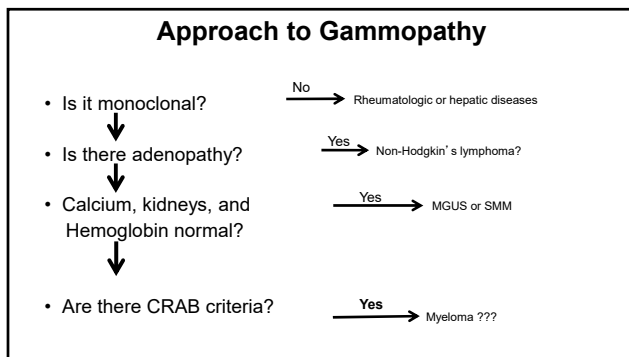 Approach to Gammopathy
• Is it monoclonal?
No
Rheumatologic or hepatic diseases
• Is there adenopathy?
Yes
Non-Hodgkin’s lymphoma?
• Calcium, kidneys, and
Hemoglobin normal?
Yes
MGUS or SMM
• Are there CRAB criteria?
Yes
Myeloma ???